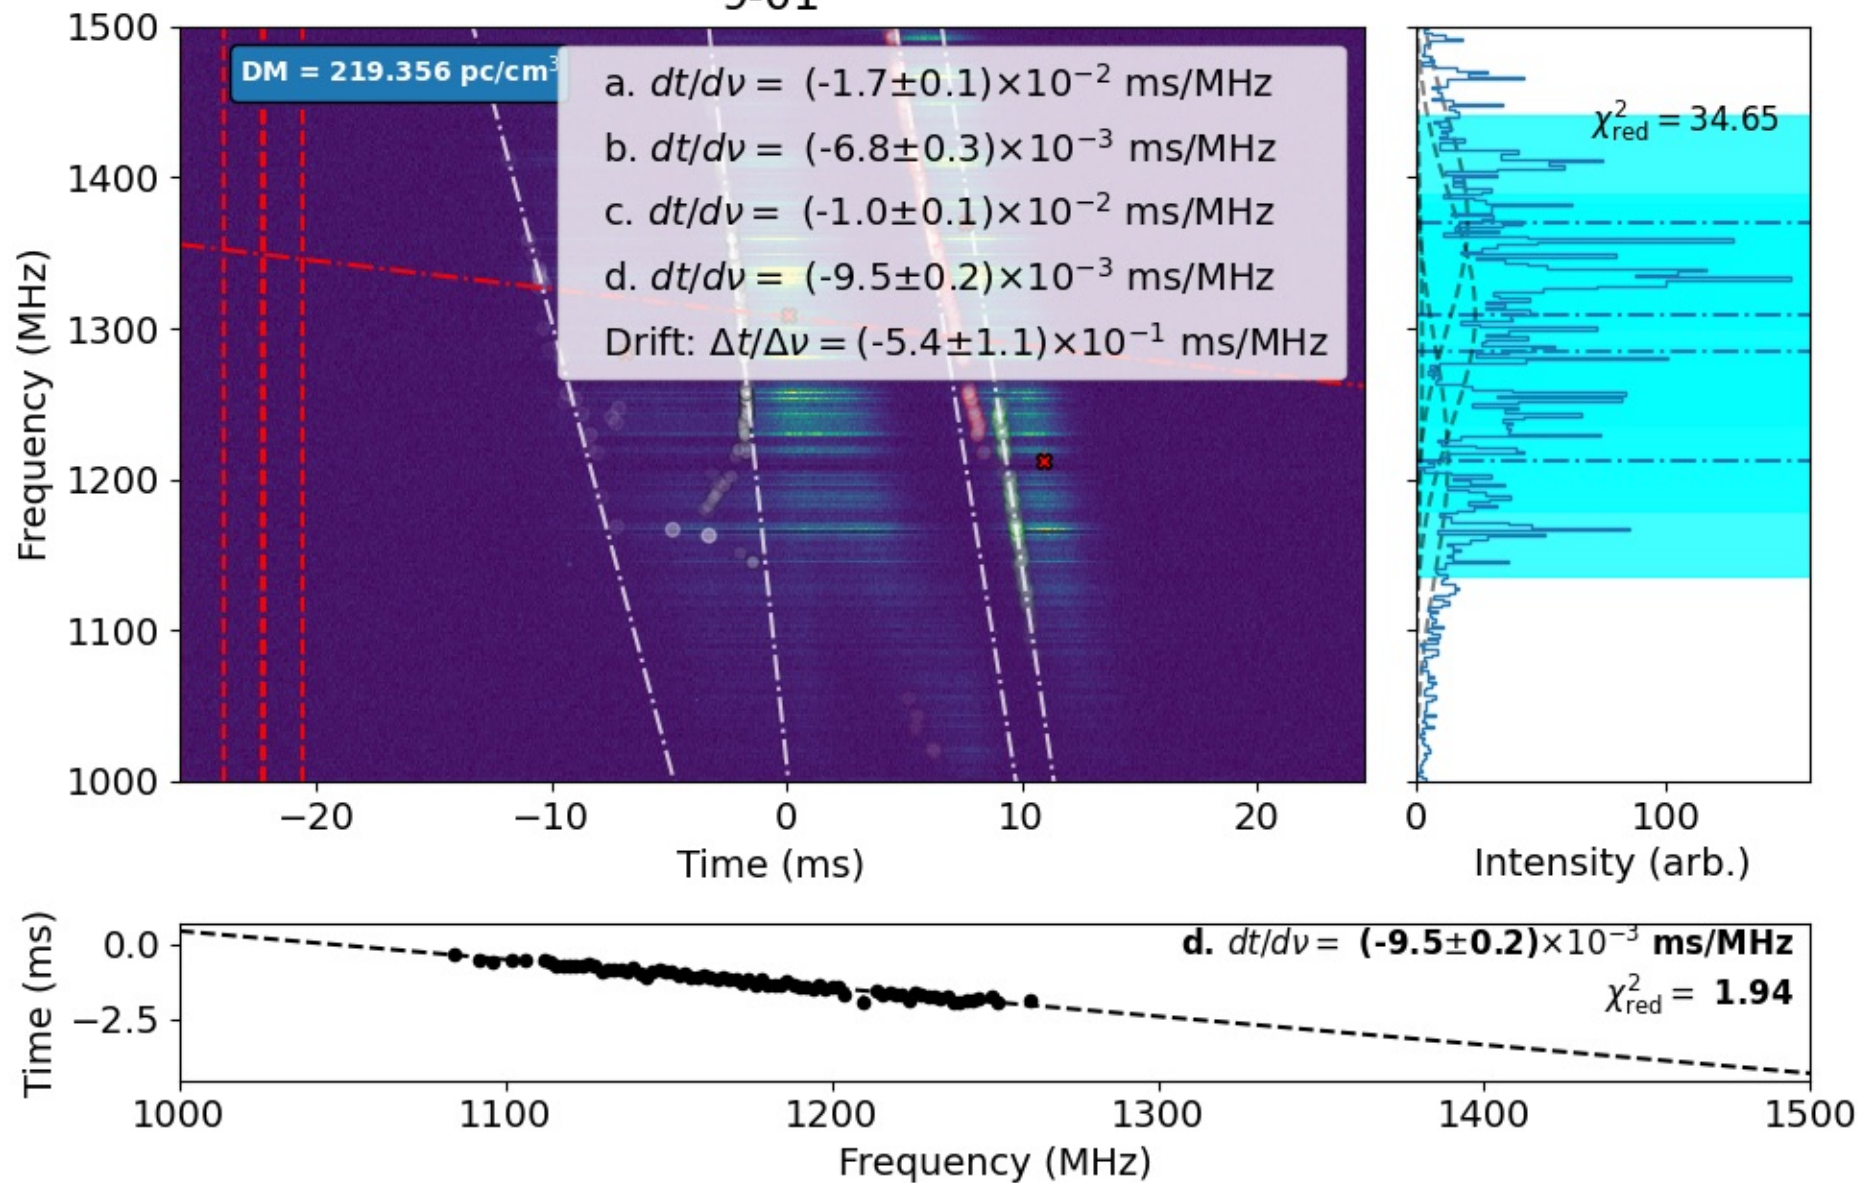 1500
1400
1300
1200
1100
1000
Frequency (MHz)
DM = 219.356 pc/cm³
a. dt/dν = (-1.7±0.1)×10⁻² ms/MHz
b. dt/dν = (-6.8±0.3)×10⁻³ ms/MHz
c. dt/dν = (-1.0±0.1)×10⁻² ms/MHz
d. dt/dν = (-9.5±0.2)×10⁻³ ms/MHz
Drift: Δt/Δν = (-5.4±1.1)×10⁻¹ ms/MHz
−20 −10 0 10 20
Time (ms)
χ²red = 34.65
0 100
Intensity (arb.)
0.0
−2.5
Time (ms)
d. dt/dν = (-9.5±0.2)×10⁻³ ms/MHz
χ²red = 1.94
1000 1100 1200 1300 1400 1500
Frequency (MHz)